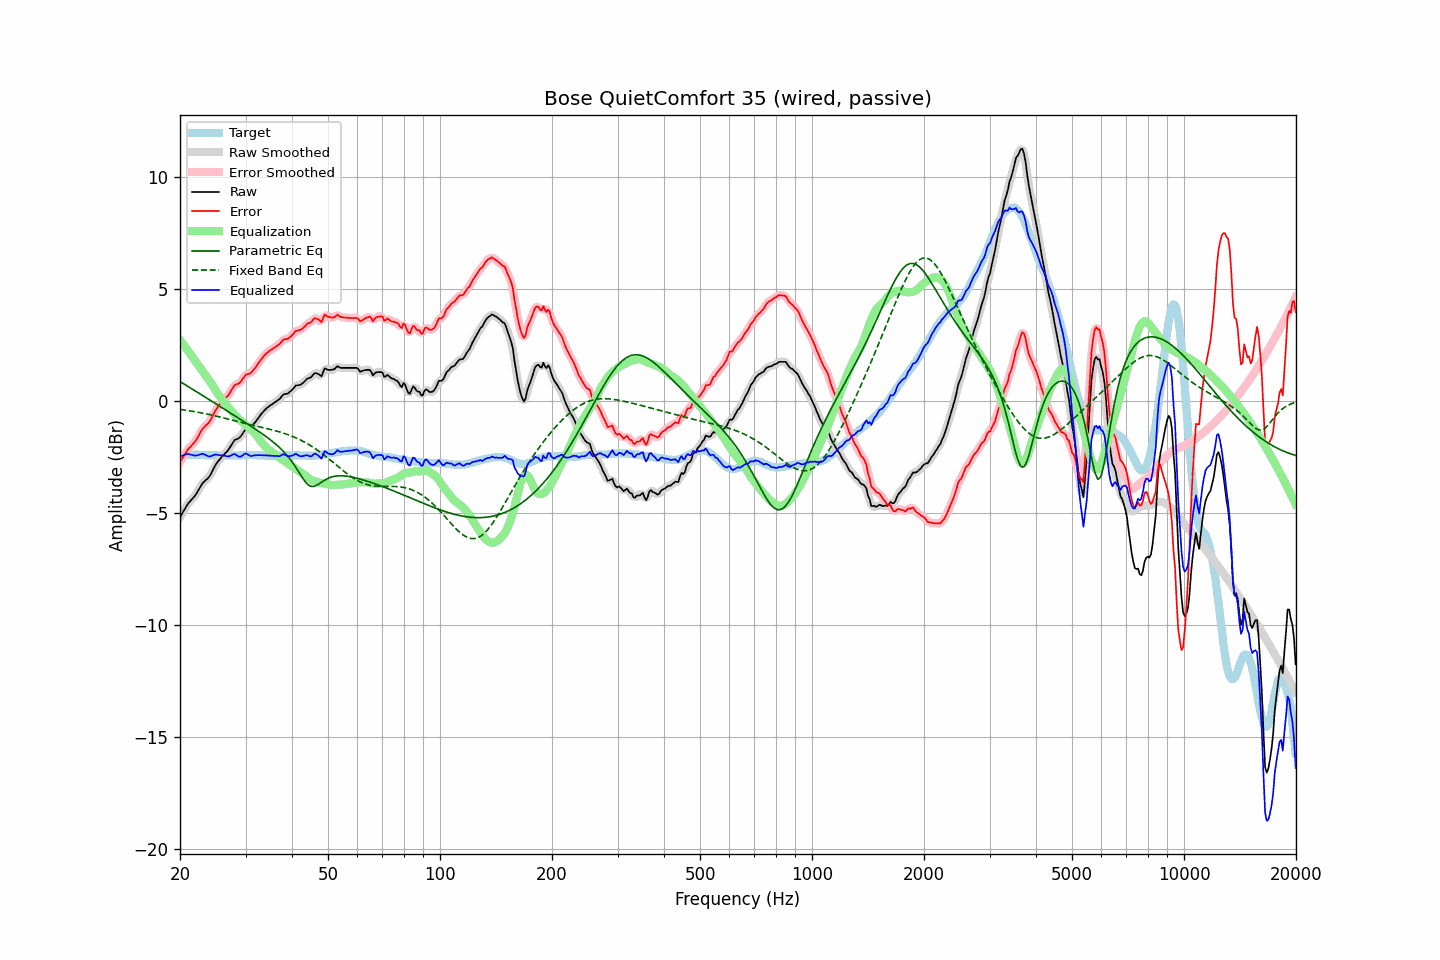 Bose QuietComfort 35 (wired, passive)
Target
Raw Smoothed
Error Smoothed
Raw
Error
Equalization
Parametric Eq
Fixed Band Eq
Equalized
Amplitude (dBr)
10
5
0
−5
−10
−15
−20
20 50 100 200 500 1000 2000 5000 10000 20000
Frequency (Hz)